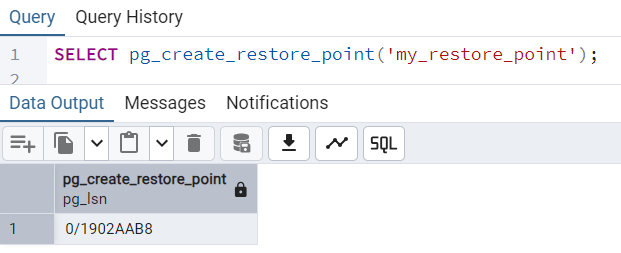 Query Query History
1 SELECT pg_create_restore_point('my_restore_point');
2
Data Output Messages Notifications
SQL
pg_create_restore_point
pg_lsn
1 0/1902AAB8